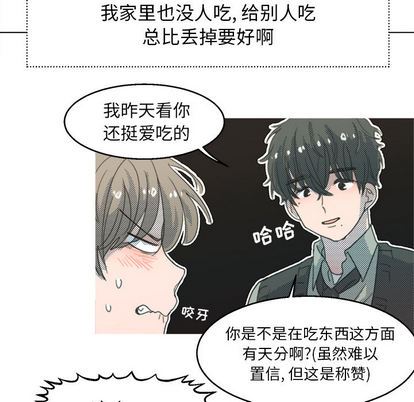 我家里也没人吃, 给别人吃
总比丢掉要好啊
我昨天看你
还挺爱吃的
哈哈
咬牙
你是不是在吃东西这方面
有天分啊?(虽然难以
置信, 但这是称赞)